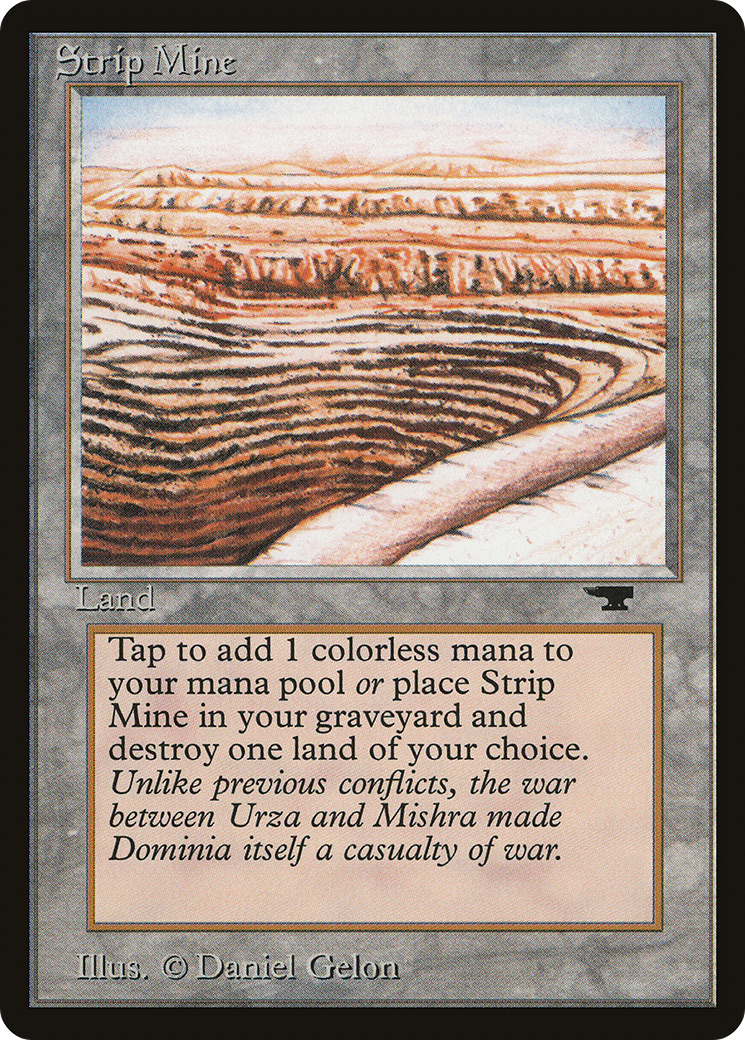 Strip Mine
Land
Tap to add 1 colorless mana to
your mana pool or place Strip
Mine in your graveyard and
destroy one land of your choice.
Unlike previous conflicts, the war
between Urza and Mishra made
Dominia itself a casualty of war.
Illus. © Daniel Gelon